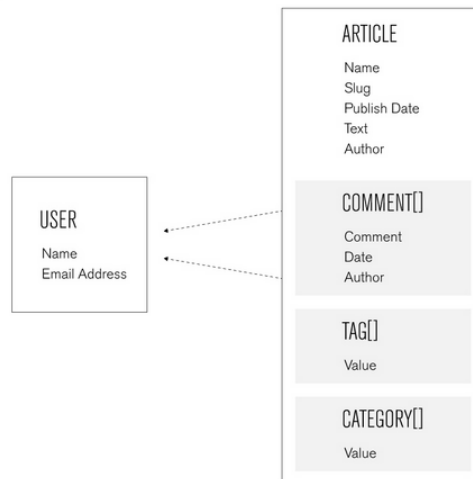 USER
Name
Email Address
ARTICLE
Name
Slug
Publish Date
Text
Author
COMMENT[]
Comment
Date
Author
TAG[]
Value
CATEGORY[]
Value